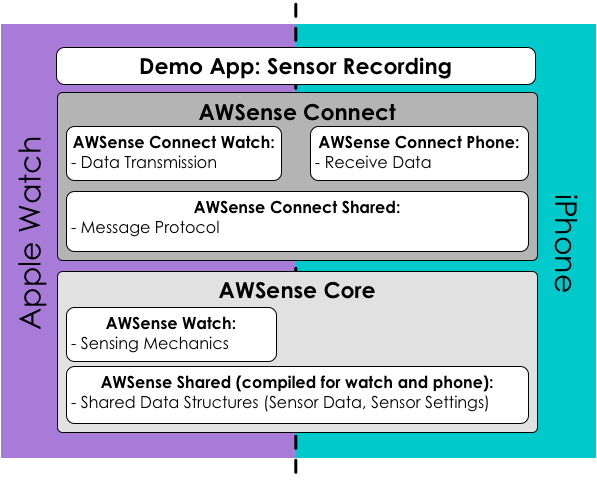 Demo App: Sensor Recording
AWSense Connect
AWSense Connect Watch:
- Data Transmission
AWSense Connect Phone:
- Receive Data
AWSense Connect Shared:
- Message Protocol
AWSense Core
AWSense Watch:
- Sensing Mechanics
AWSense Shared (compiled for watch and phone):
- Shared Data Structures (Sensor Data, Sensor Settings)
Apple Watch
iPhone